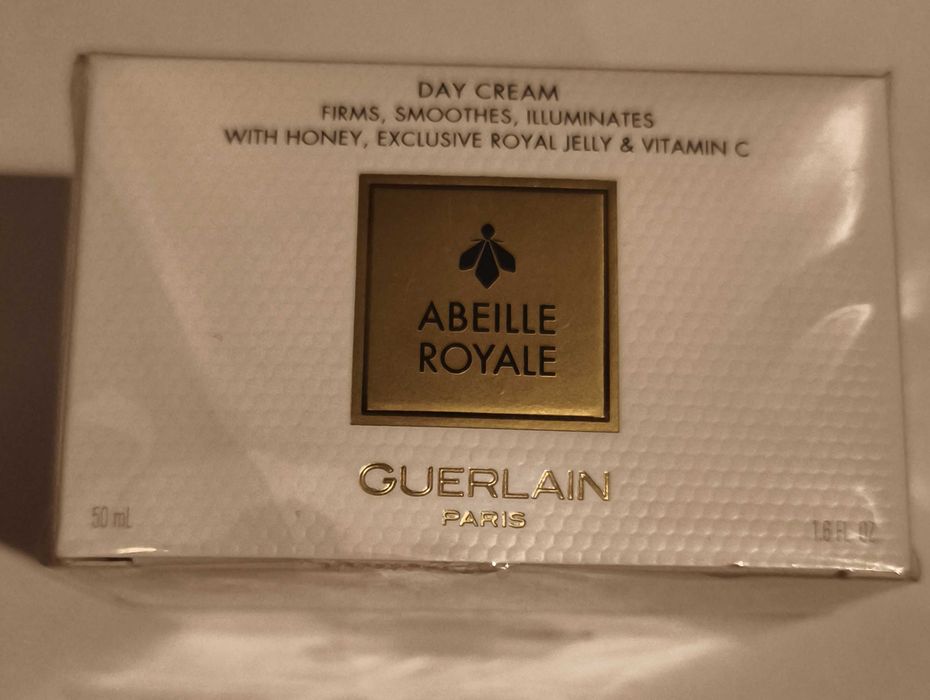 DAY CREAM
FIRMS, SMOOTHES, ILLUMINATES
WITH HONEY, EXCLUSIVE ROYAL JELLY & VITAMIN C
ABEILLE
ROYALE
GUERLAIN
PARIS
50 mL
1.6 FL. OZ